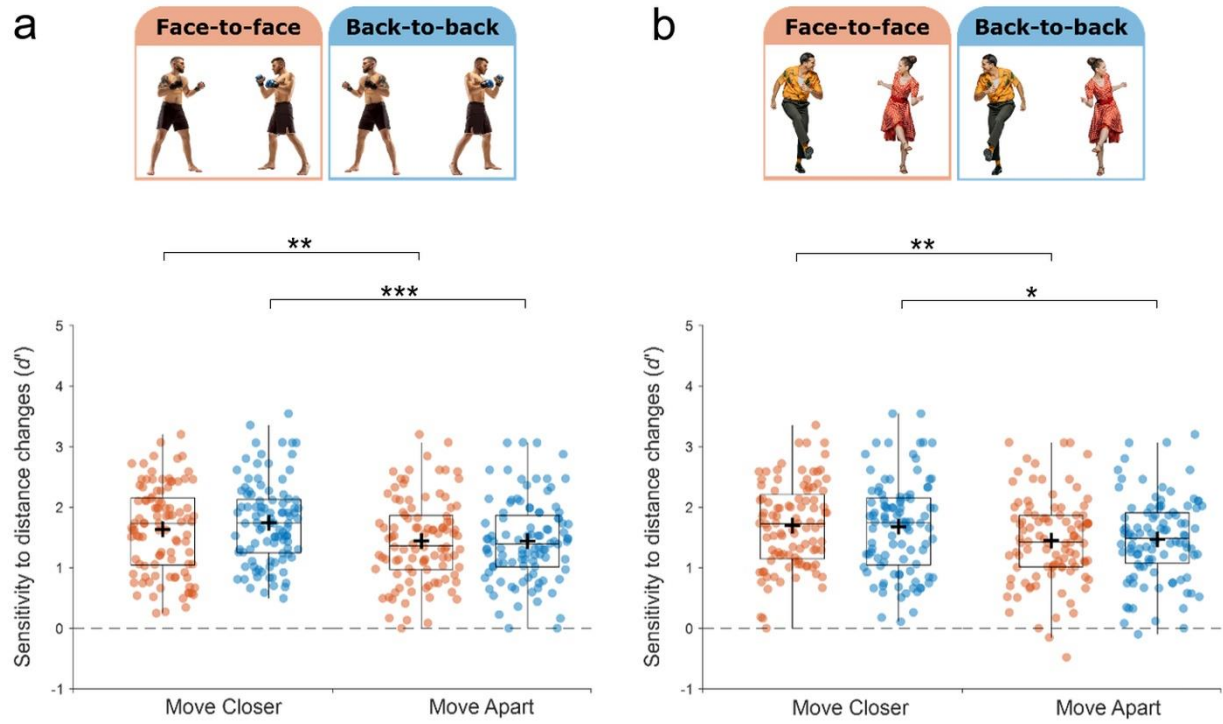 a
Face-to-face Back-to-back
**
***
Sensitivity to distance changes (d')
5
4
3
2
1
0
-1
Move Closer Move Apart
b
Face-to-face Back-to-back
**
*
Sensitivity to distance changes (d')
5
4
3
2
1
0
-1
Move Closer Move Apart